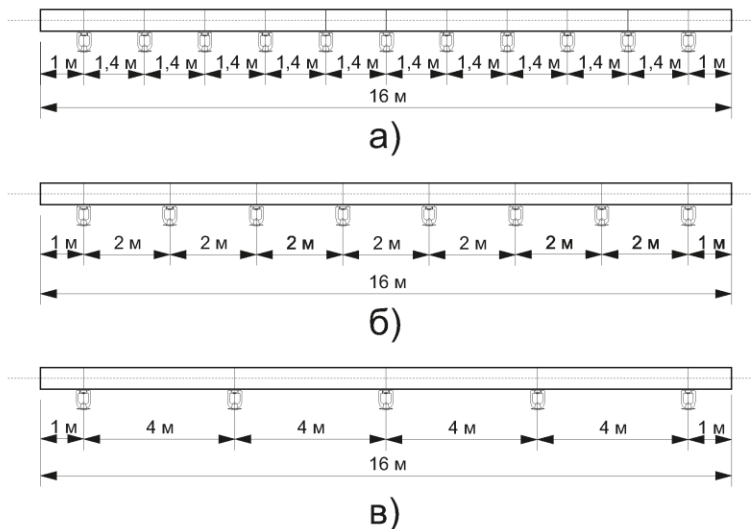 1 м 1,4 м 1,4 м 1,4 м 1,4 м 1,4 м 1,4 м 1,4 м 1,4 м 1,4 м 1,4 м 1 м
16 м
а)
1 м 2 м 2 м 2 м 2 м 2 м 2 м 2 м 1 м
16 м
б)
1 м 4 м 4 м 4 м 4 м 1 м
16 м
в)